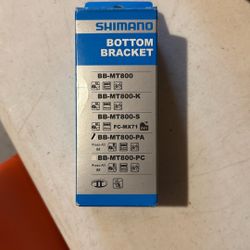 SHIMANO
BOTTOM
BRACKET
BB-MT800
BB-MT800-K
BB-MT800-S
FC-MX71
BB-MT800-PA
BB-MT800-PC